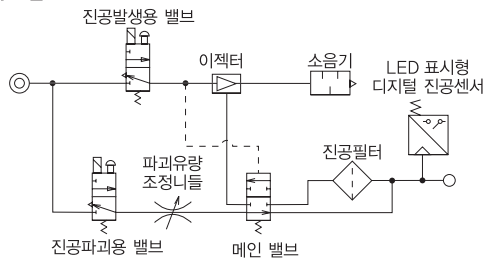 진공발생용 밸브
이젝터
소음기
LED 표시형
디지털 진공센서
파괴유량
조정니들
진공필터
진공파괴용 밸브
메인 밸브